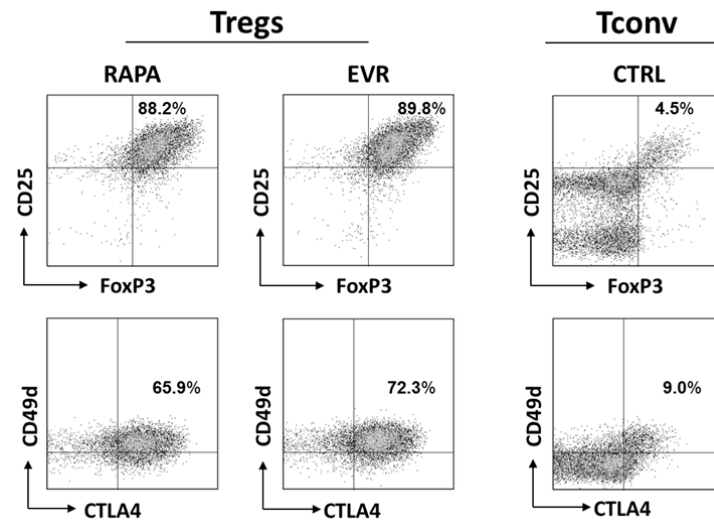 Tregs
Tconv
RAPA
EVR
CTRL
88.2%
89.8%
4.5%
CD25
CD25
CD25
FoxP3
FoxP3
FoxP3
65.9%
72.3%
9.0%
CD49d
CD49d
CD49d
CTLA4
CTLA4
CTLA4